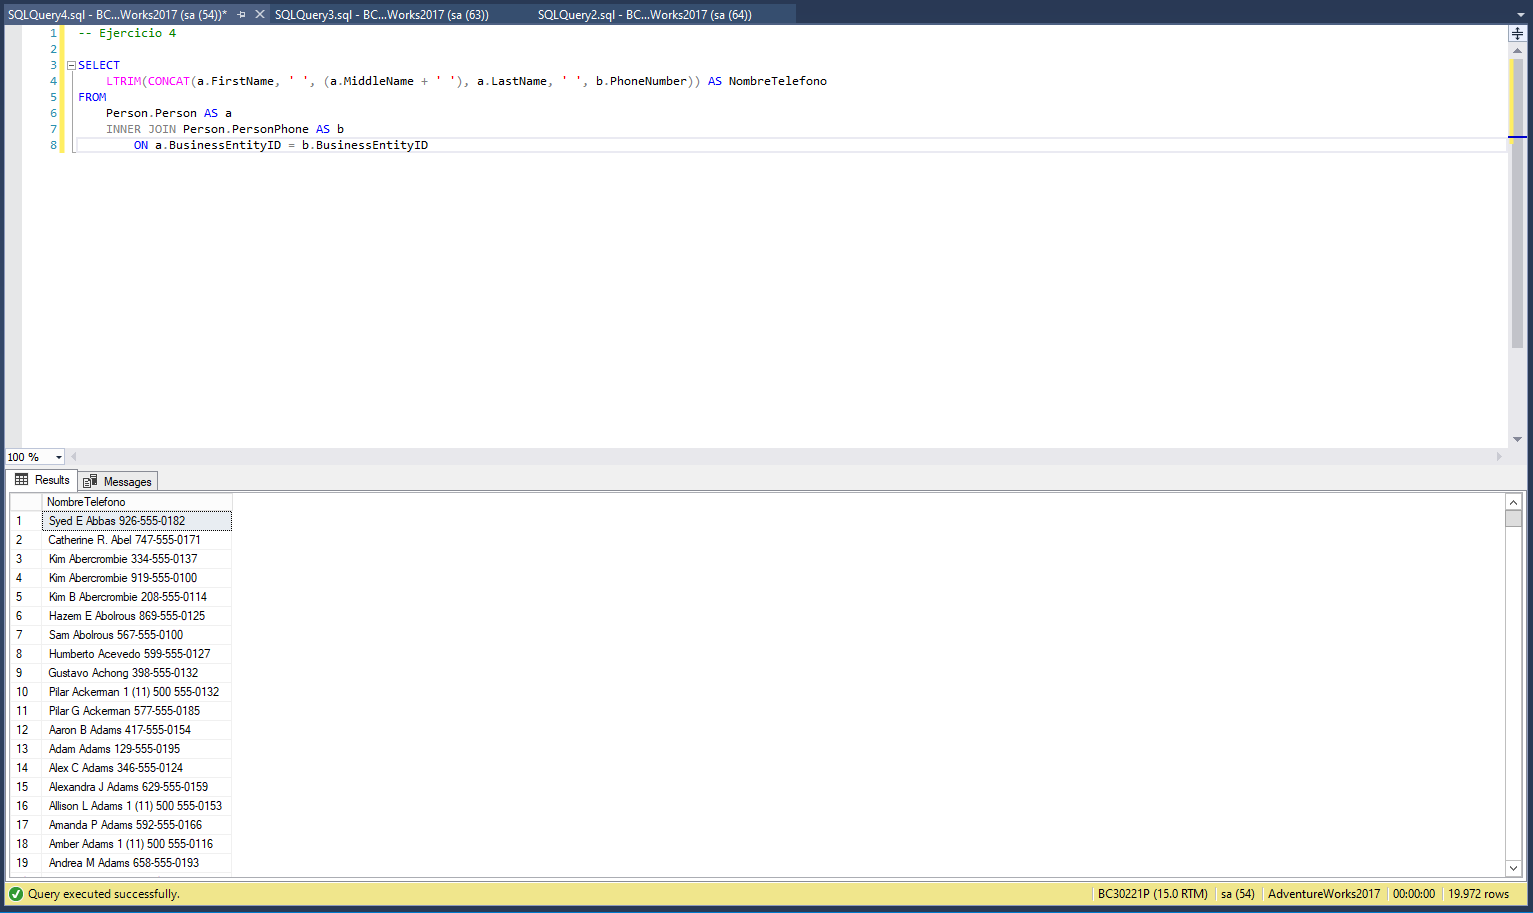 SQLQuery4.sql - BC...Works2017 (sa (54))* SQLQuery3.sql - BC...Works2017 (sa (63)) SQLQuery2.sql - BC...Works2017 (sa (64))
1 -- Ejercicio 4
2
3 SELECT
4 LTRIM(CONCAT(a.FirstName, ' ', (a.MiddleName + ' '), a.LastName, ' ', b.PhoneNumber)) AS NombreTelefono
5 FROM
6 Person.Person AS a
7 INNER JOIN Person.PersonPhone AS b
8 ON a.BusinessEntityID = b.BusinessEntityID
100 %
Results Messages
NombreTelefono
1 Syed E Abbas 926-555-0182
2 Catherine R. Abel 747-555-0171
3 Kim Abercrombie 334-555-0137
4 Kim Abercrombie 919-555-0100
5 Kim B Abercrombie 208-555-0114
6 Hazem E Abolrous 869-555-0125
7 Sam Abolrous 567-555-0100
8 Humberto Acevedo 599-555-0127
9 Gustavo Achong 398-555-0132
10 Pilar Ackerman 1 (11) 500 555-0132
11 Pilar G Ackerman 577-555-0185
12 Aaron B Adams 417-555-0154
13 Adam Adams 129-555-0195
14 Alex C Adams 346-555-0124
15 Alexandra J Adams 629-555-0159
16 Allison L Adams 1 (11) 500 555-0153
17 Amanda P Adams 592-555-0166
18 Amber Adams 1 (11) 500 555-0116
19 Andrea M Adams 658-555-0193
Query executed successfully. BC30221P (15.0 RTM) sa (54) AdventureWorks2017 00:00:00 19.972 rows